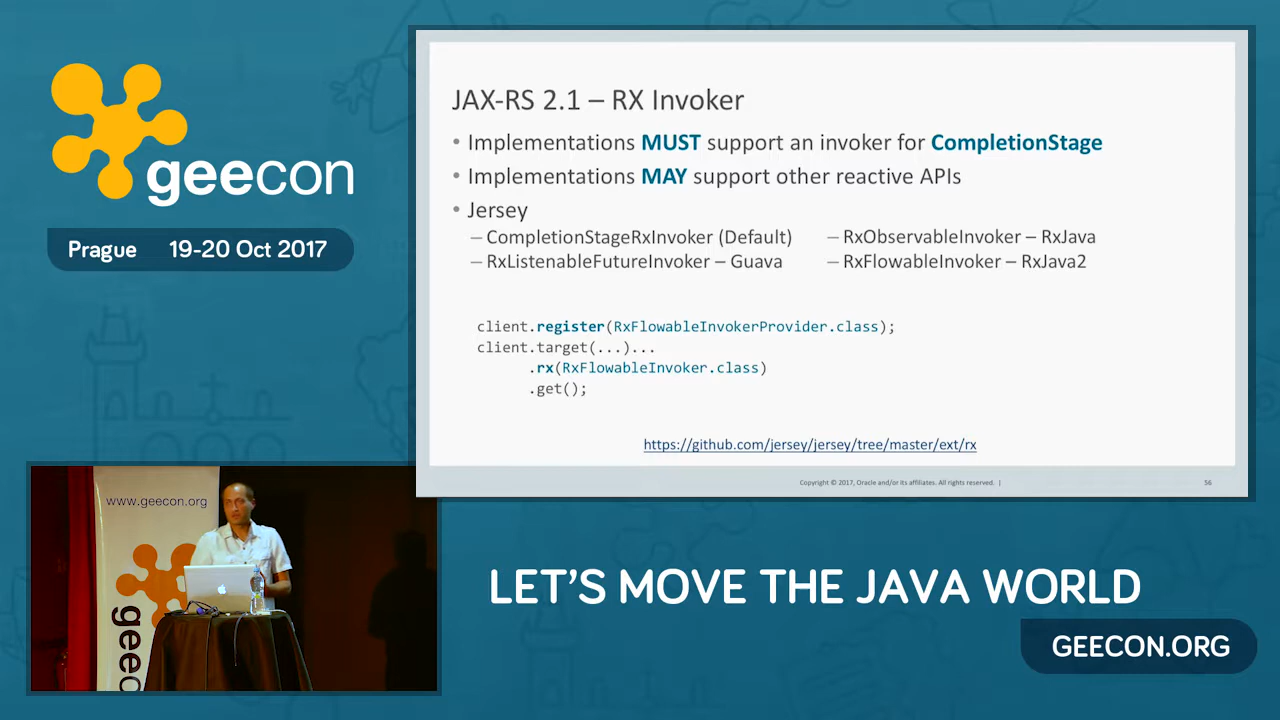 geecon
Prague 19-20 Oct 2017
JAX-RS 2.1 – RX Invoker
• Implementations MUST support an invoker for CompletionStage
• Implementations MAY support other reactive APIs
• Jersey
– CompletionStageRxInvoker (Default)
– RxListenableFutureInvoker – Guava
– RxObservableInvoker – RxJava
– RxFlowableInvoker – RxJava2
client.register(RxFlowableInvokerProvider.class);
client.target(...)...
.rx(RxFlowableInvoker.class)
.get();
https://github.com/jersey/jersey/tree/master/ext/rx
Copyright © 2017, Oracle and/or its affiliates. All rights reserved. |
56
www.geecon.org
geeco
LET'S MOVE THE JAVA WORLD
GEECON.ORG